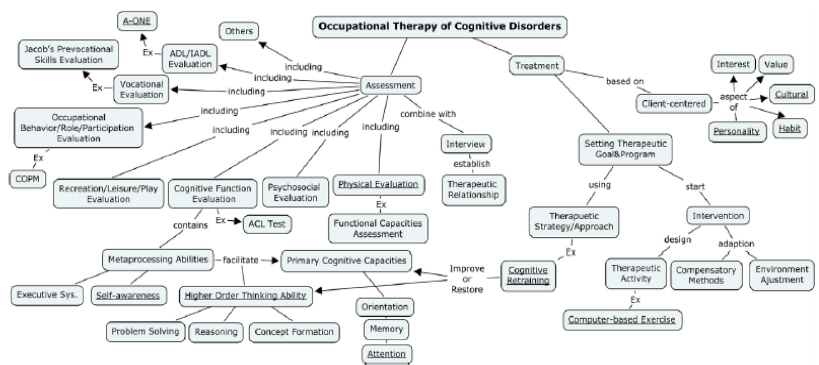 Occupational Therapy of Cognitive Disorders
A-ONE
Others
Ex
ADL/IADL
Evaluation
including
Jacob's Prevocational
Skills Evaluation
Ex
Vocational
Evaluation
including
including
Assessment
Treatment
based on
Client-centered
aspect
of
Interest
Value
Cultural
Habit
Personality
Occupational
Behavior/Role/Participation
Evaluation
including
Ex
COPM
including
Recreation/Leisure/Play
Evaluation
including
Cognitive Function
Evaluation
including
Psychosocial
Evaluation
including
Physical Evaluation
Ex
Functional Capacities
Assessment
combine with
Interview
establish
Therapeutic
Relationship
Ex
ACL Test
contains
Metaprocessing Abilities
facilitate
Primary Cognitive Capacities
Executive Sys.
Self-awareness
Higher Order Thinking Ability
Problem Solving
Reasoning
Concept Formation
Orientation
Memory
Attention
Improve
or
Restore
Cognitive
Retraining
Ex
Therapuetic
Strategy/Approach
using
Setting Therapeutic
Goal&Program
start
Intervention
design
adaption
Therapeutic
Activity
Compensatory
Methods
Environment
Ajustment
Ex
Computer-based Exercise